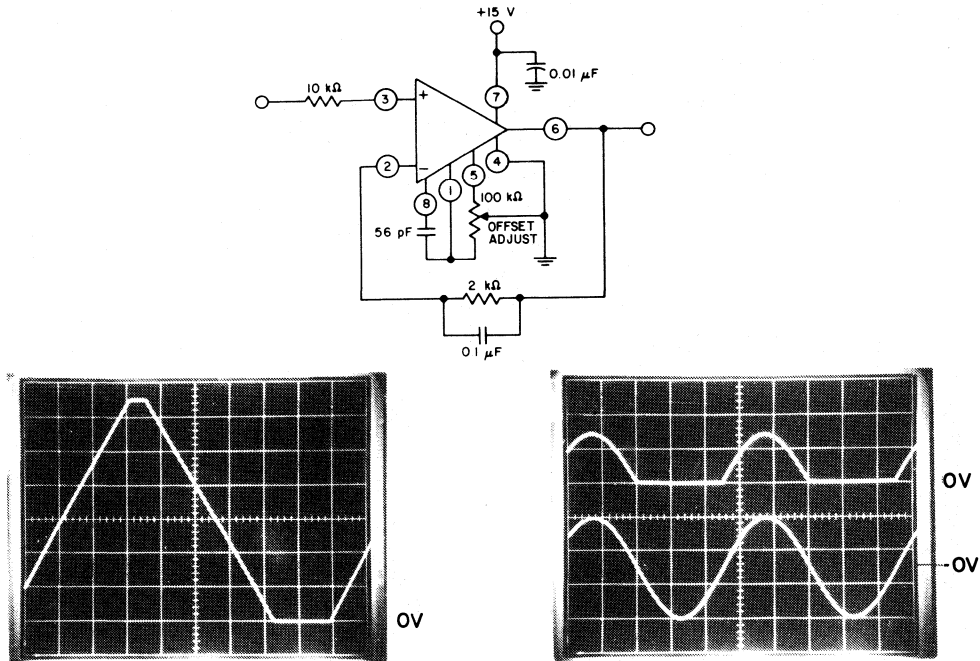 +15 V
0.01 µF
10 kΩ
3
+
7
6
2
−
4
5
1
8
100 kΩ
56 pF
OFFSET
ADJUST
2 kΩ
0.1 µF
0V
0V
-0V